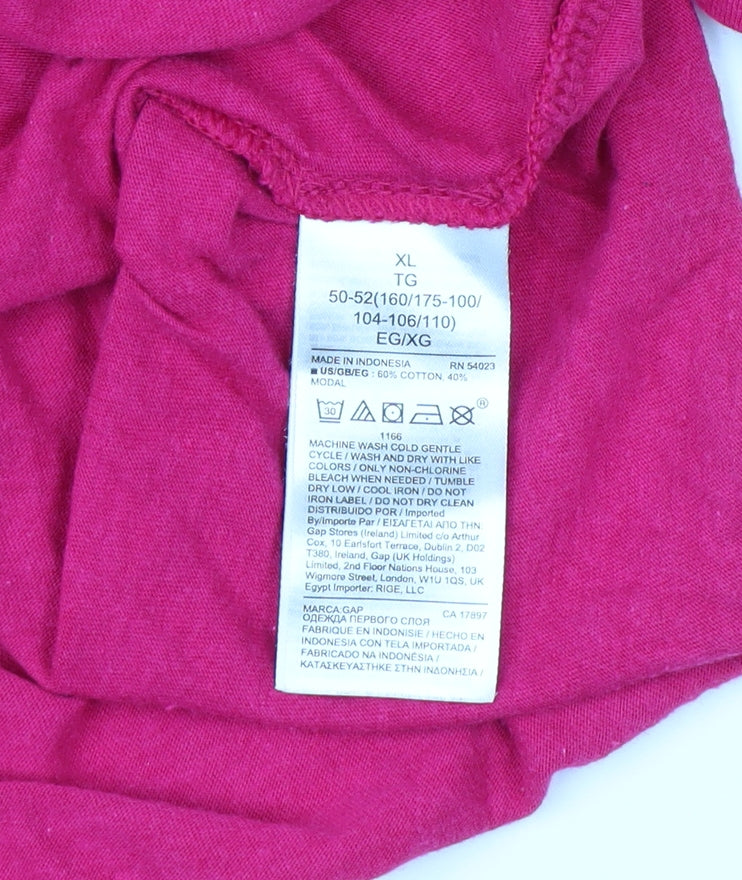 XL
TG
50-52(160/175-100/
104-106/110)
EG/XG
MADE IN INDONESIA RN 54023
US/GB/EG : 60% COTTON, 40%
MODAL
30 ®
1166
MACHINE WASH COLD GENTLE
CYCLE / WASH AND DRY WITH LIKE
COLORS / ONLY NON-CHLORINE
BLEACH WHEN NEEDED / TUMBLE
DRY LOW / COOL IRON / DO NOT
IRON LABEL / DO NOT DRY CLEAN
DISTRIBUIDO POR / Imported
By/Importe Par / ΕΙΣΑΓΕΤΑΙ ΑΠΟ ΤΗΝ:
Gap Stores (Ireland) Limited c/o Arthur
Cox, 10 Earlsfort Terrace, Dublin 2, D02
T380, Ireland, Gap (UK Holdings)
Limited, 2nd Floor Nations House, 103
Wigmore Street, London, W1U 1QS, UK
Egypt Importer: RIGE, LLC
MARCA:GAP CA 17897
ОДЕЖДА ПЕРВОГО СЛОЯ
FABRIQUE EN INDONISIE / HECHO EN
INDONESIA CON TELA IMPORTADA /
FABRICADO NA INDONÉSIA /
ΚΑΤΑΣΚΕΥΑΣΤΗΚΕ ΣΤΗΝ ΙΝΔΟΝΗΣΙΑ /